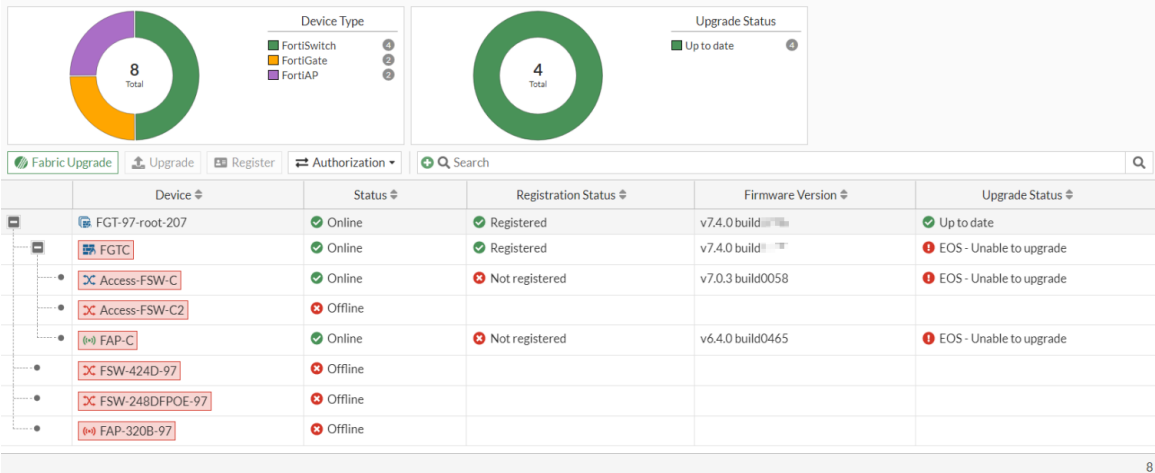 Device Type
8
Total
FortiSwitch 4
FortiGate 2
FortiAP 2
Upgrade Status
4
Total
Up to date 4
Fabric Upgrade Upgrade Register Authorization Search
Device Status Registration Status Firmware Version Upgrade Status
FGT-97-root-207 Online Registered v7.4.0 build Up to date
FGTC Online Registered v7.4.0 build EOS - Unable to upgrade
Access-FSW-C Online Not registered v7.0.3 build0058 EOS - Unable to upgrade
Access-FSW-C2 Offline
FAP-C Online Not registered v6.4.0 build0465 EOS - Unable to upgrade
FSW-424D-97 Offline
FSW-248DFPOE-97 Offline
FAP-320B-97 Offline
8